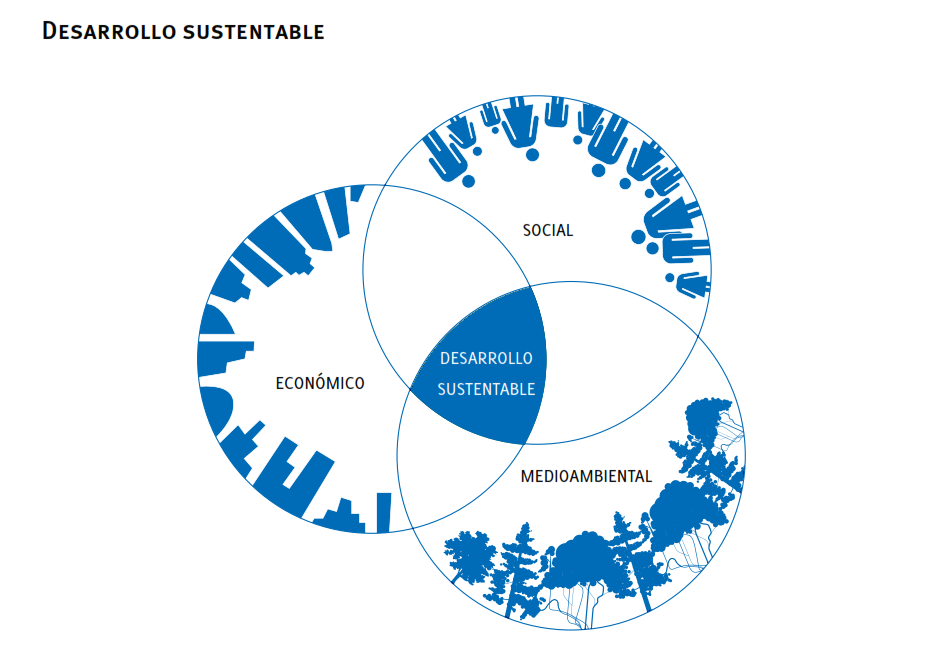 DESARROLLO SUSTENTABLE
SOCIAL
DESARROLLO
SUSTENTABLE
ECONÓMICO
MEDIOAMBIENTAL